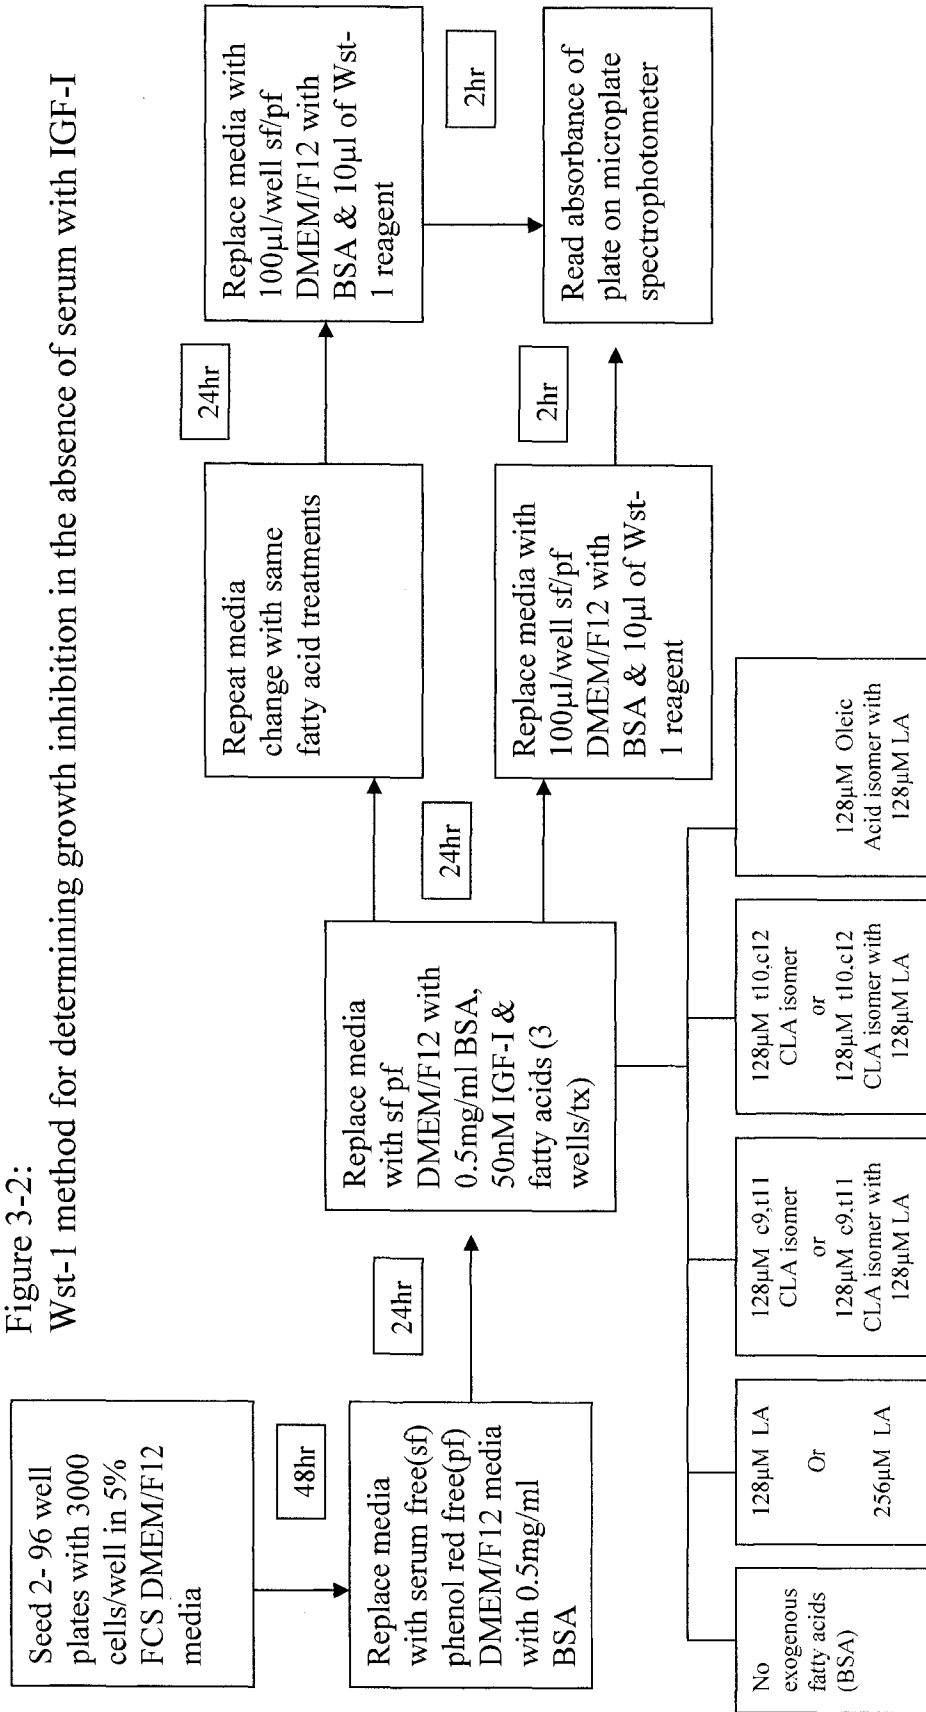 Figure 3-2:
Wst-1 method for determining growth inhibition in the absence of serum with IGF-I
Seed 2- 96 well
plates with 3000
cells/well in 5%
FCS DMEM/F12
media
48hr
Replace media
with serum free(sf)
phenol red free(pf)
DMEM/F12 media
with 0.5mg/ml
BSA
24hr
Replace media
with sf pf
DMEM/F12 with
0.5mg/ml BSA,
50nM IGF-I &
fatty acids (3
wells/tx)
24hr
Repeat media
change with same
fatty acid treatments
24hr
Replace media with
100µl/well sf/pf
DMEM/F12 with
BSA & 10µl of Wst-
1 reagent
2hr
Replace media with
100µl/well sf/pf
DMEM/F12 with
BSA & 10µl of Wst-
1 reagent
2hr
Read absorbance of
plate on microplate
spectrophotometer
No
exogenous
fatty acids
(BSA)
128µM LA
Or
256µM LA
128µM c9,t11
CLA isomer
or
128µM c9,t11
CLA isomer with
128µM LA
128µM t10,c12
CLA isomer
or
128µM t10,c12
CLA isomer with
128µM LA
128µM Oleic
Acid isomer with
128µM LA